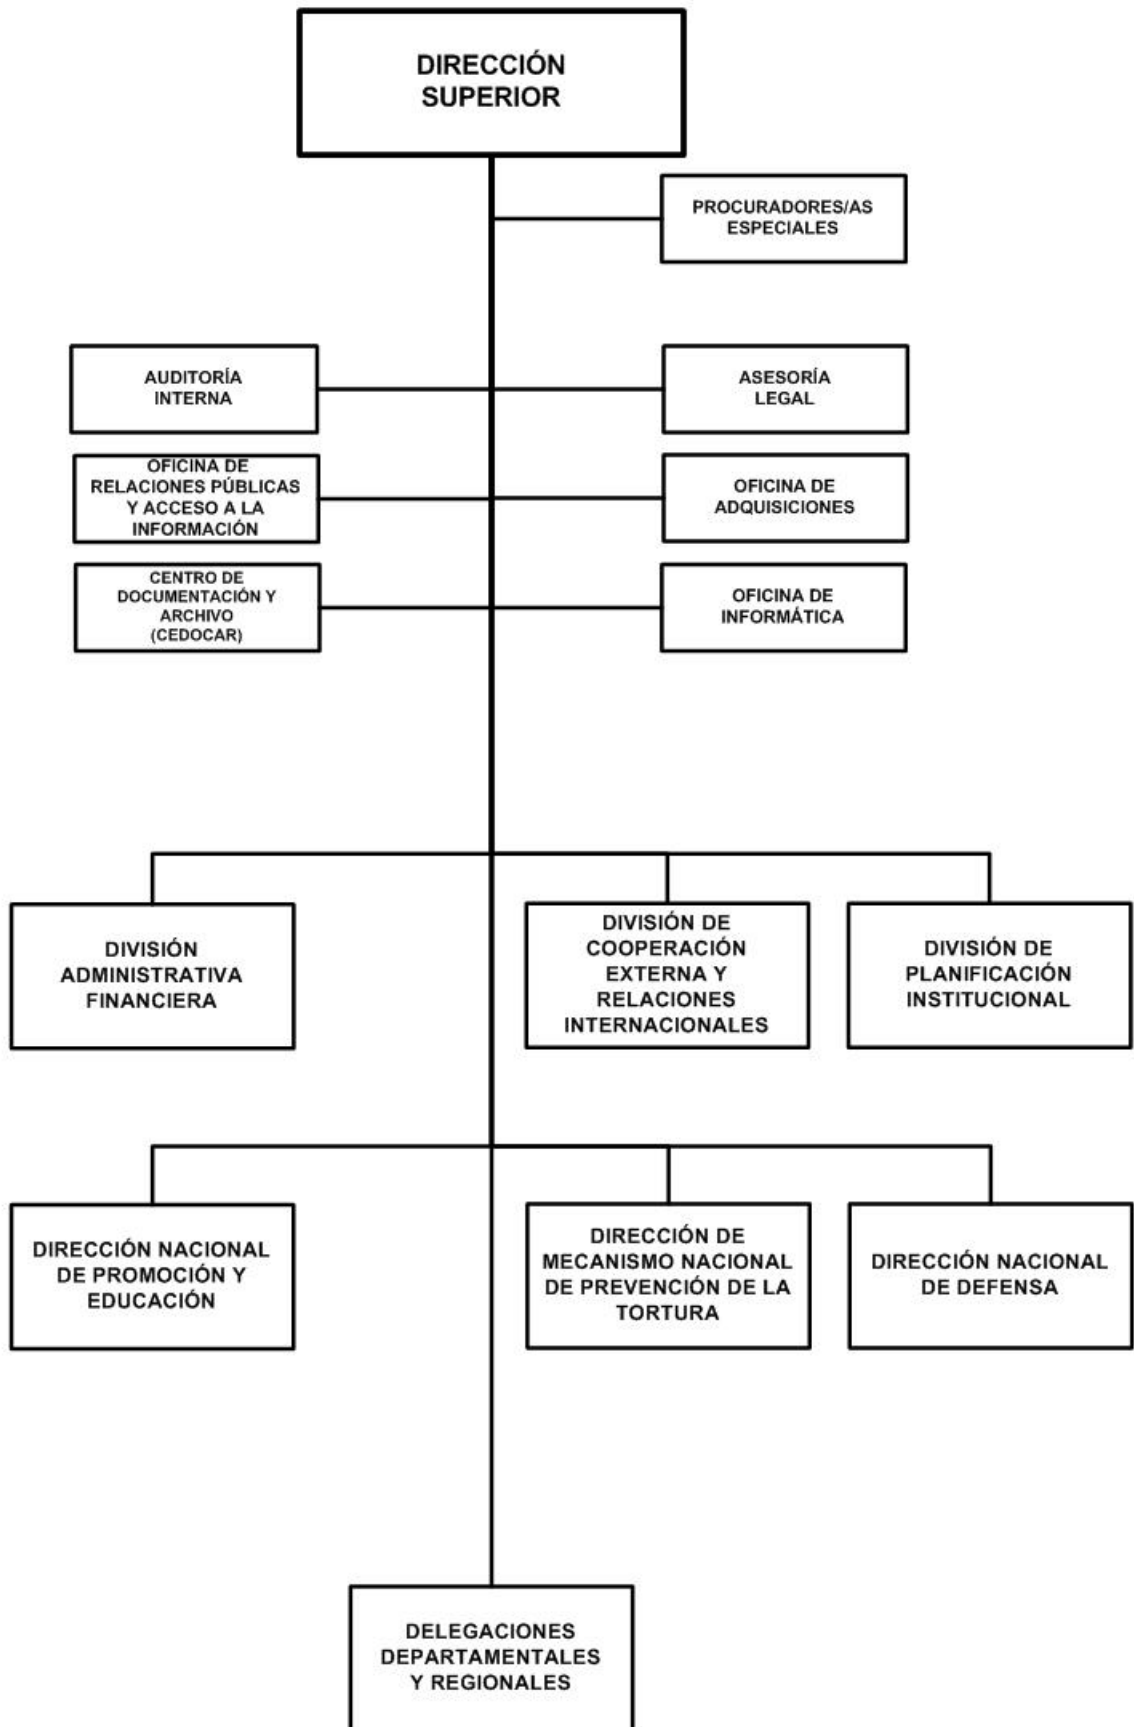 DIRECCIÓN
SUPERIOR
PROCURADORES/AS
ESPECIALES
AUDITORÍA
INTERNA
ASESORÍA
LEGAL
OFICINA DE
RELACIONES PÚBLICAS
Y ACCESO A LA
INFORMACIÓN
OFICINA DE
ADQUISICIONES
CENTRO DE
DOCUMENTACIÓN Y
ARCHIVO
(CEDOCAR)
OFICINA DE
INFORMÁTICA
DIVISIÓN
ADMINISTRATIVA
FINANCIERA
DIVISIÓN DE
COOPERACIÓN
EXTERNA Y
RELACIONES
INTERNACIONALES
DIVISIÓN DE
PLANIFICACIÓN
INSTITUCIONAL
DIRECCIÓN NACIONAL
DE PROMOCIÓN Y
EDUCACIÓN
DIRECCIÓN DE
MECANISMO NACIONAL
DE PREVENCIÓN DE LA
TORTURA
DIRECCIÓN NACIONAL
DE DEFENSA
DELEGACIONES
DEPARTAMENTALES
Y REGIONALES